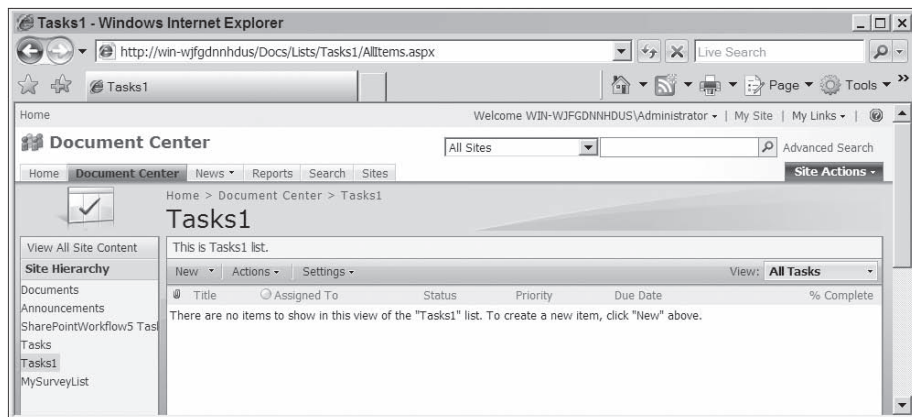 Tasks1 - Windows Internet Explorer
http://win-wjfgdnnhdus/Docs/Lists/Tasks1/AllItems.aspx
Live Search
Tasks1
Page
Tools
Home
Welcome WIN-WJFGDNNHDUS\Administrator | My Site | My Links |
Document Center
All Sites
Advanced Search
Home Document Center News Reports Search Sites
Site Actions
Home > Document Center > Tasks1
Tasks1
View All Site Content
This is Tasks1 list.
Site Hierarchy
New Actions Settings
View: All Tasks
Title Assigned To Status Priority Due Date % Complete
There are no items to show in this view of the "Tasks1" list. To create a new item, click "New" above.
Documents
Announcements
SharePointWorkflow5 Tasl
Tasks
Tasks1
MySurveyList